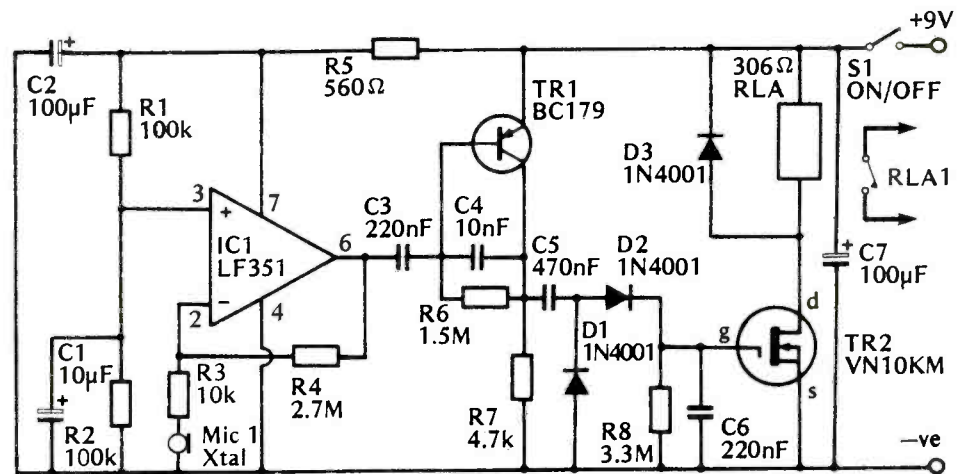 +9V
C2
100µF
+
R1
100k
R5
560Ω
TR1
BC179
306Ω
RLA
S1
ON/OFF
D3
1N4001
RLA1
3
+
7
IC1
LF351
6
−
2
4
C3
220nF
C4
10nF
C5
470nF
D2
1N4001
+
C7
100µF
R6
1.5M
D1
1N4001
g
d
s
TR2
VN10KM
C1
10µF
+
R2
100k
R3
10k
R4
2.7M
Mic 1
Xtal
R7
4.7k
R8
3.3M
C6
220nF
−ve